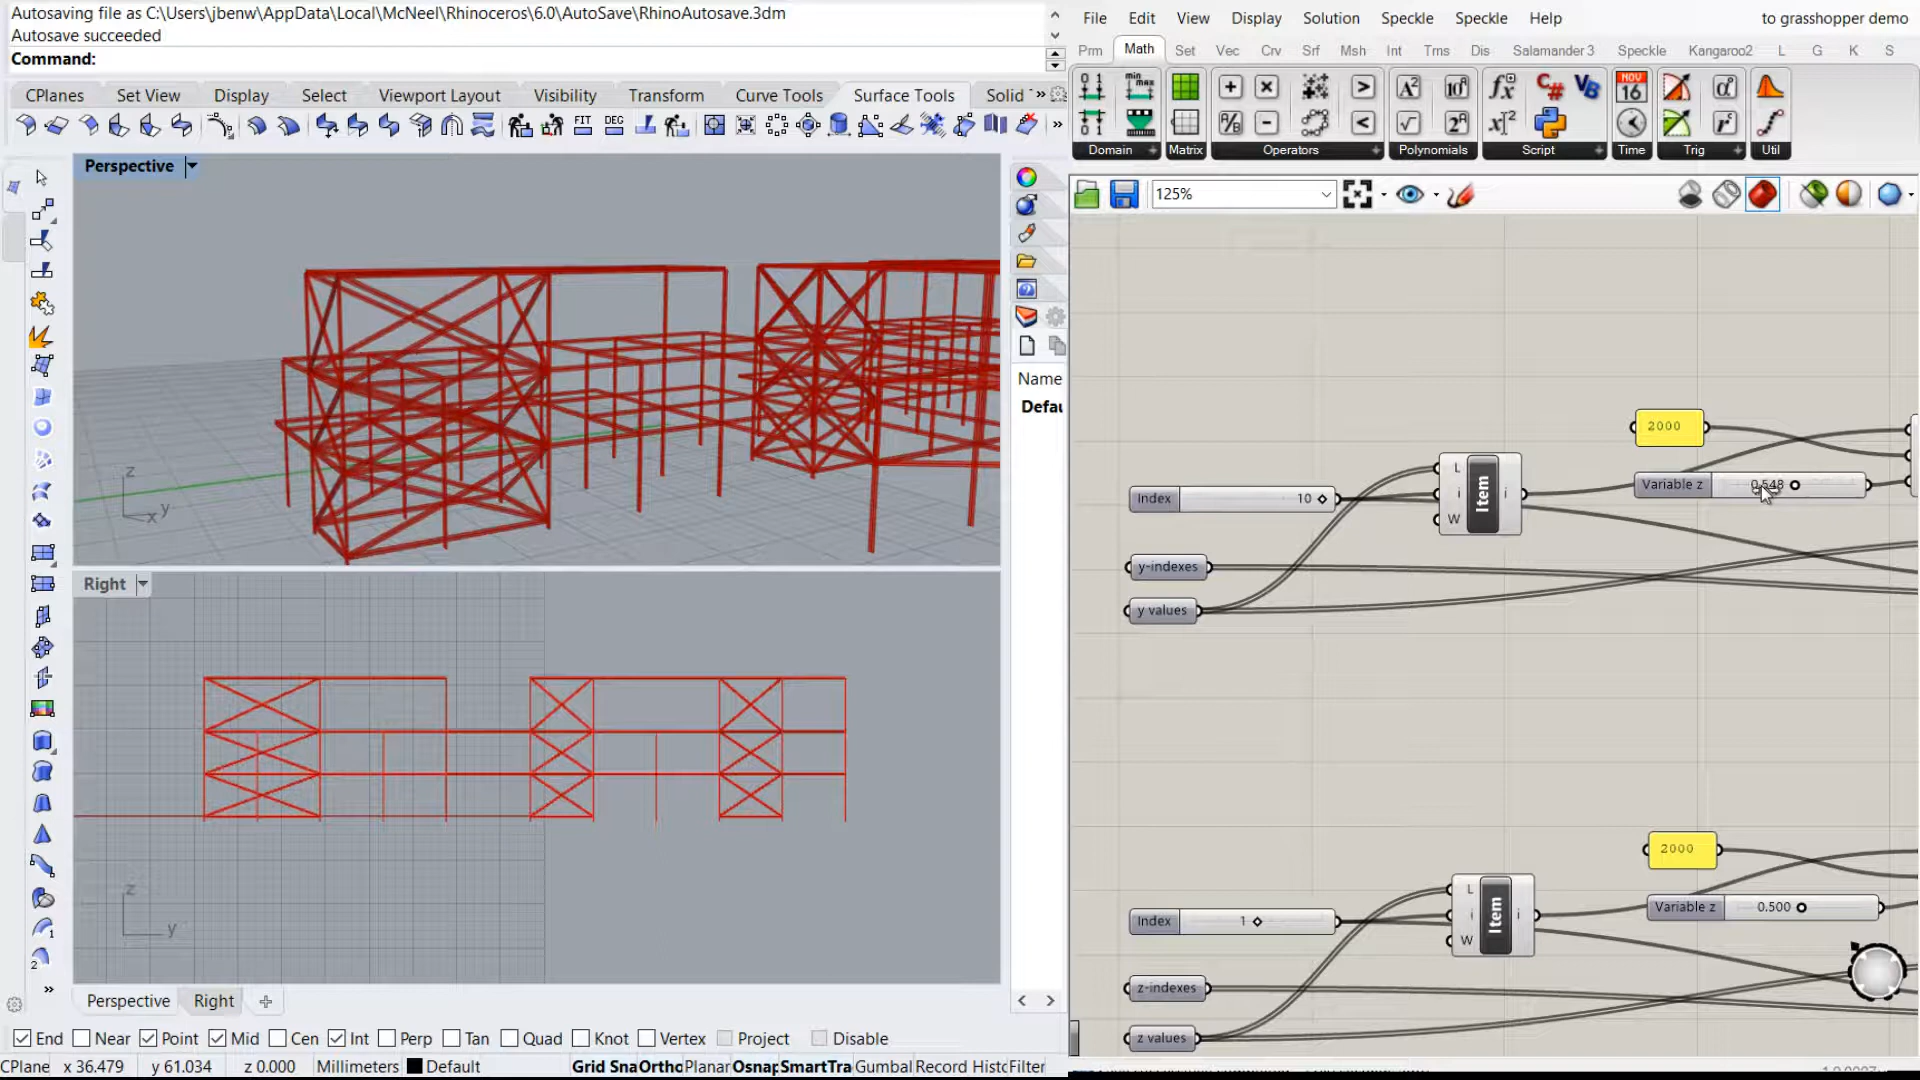 Autosaving file as C:\Users\jbenw\AppData\Local\McNeel\Rhinoceros\6.0\AutoSave\RhinoAutosave.3dm
Autosave succeeded
Command:
CPlanes Set View Display Select Viewport Layout Visibility Transform Curve Tools Surface Tools Solid
FIT DEG
Perspective
z
x y
Right
z
y
Perspective Right
End Near Point Mid Cen Int Perp Tan Quad Knot Vertex Project Disable
CPlane x 36.479 y 61.034 z 0.000 Millimeters Default Grid Sna Ortho Planar Osnap SmartTra Gumbal Record Histo Filter
Name
Defau
File Edit View Display Solution Speckle Speckle Help to grasshopper demo
Prm Math Set Vec Crv Srf Msh Int Trns Dis Salamander 3 Speckle Kangaroo2 L G K S
Domain Matrix Operators Polynomials Script Time Trig Util
125%
2000
Variable z 0.548
Index 10
L
i Item i
W
y-indexes
y values
2000
Variable z 0.500
Index 1
L
i Item i
W
z-indexes
z values